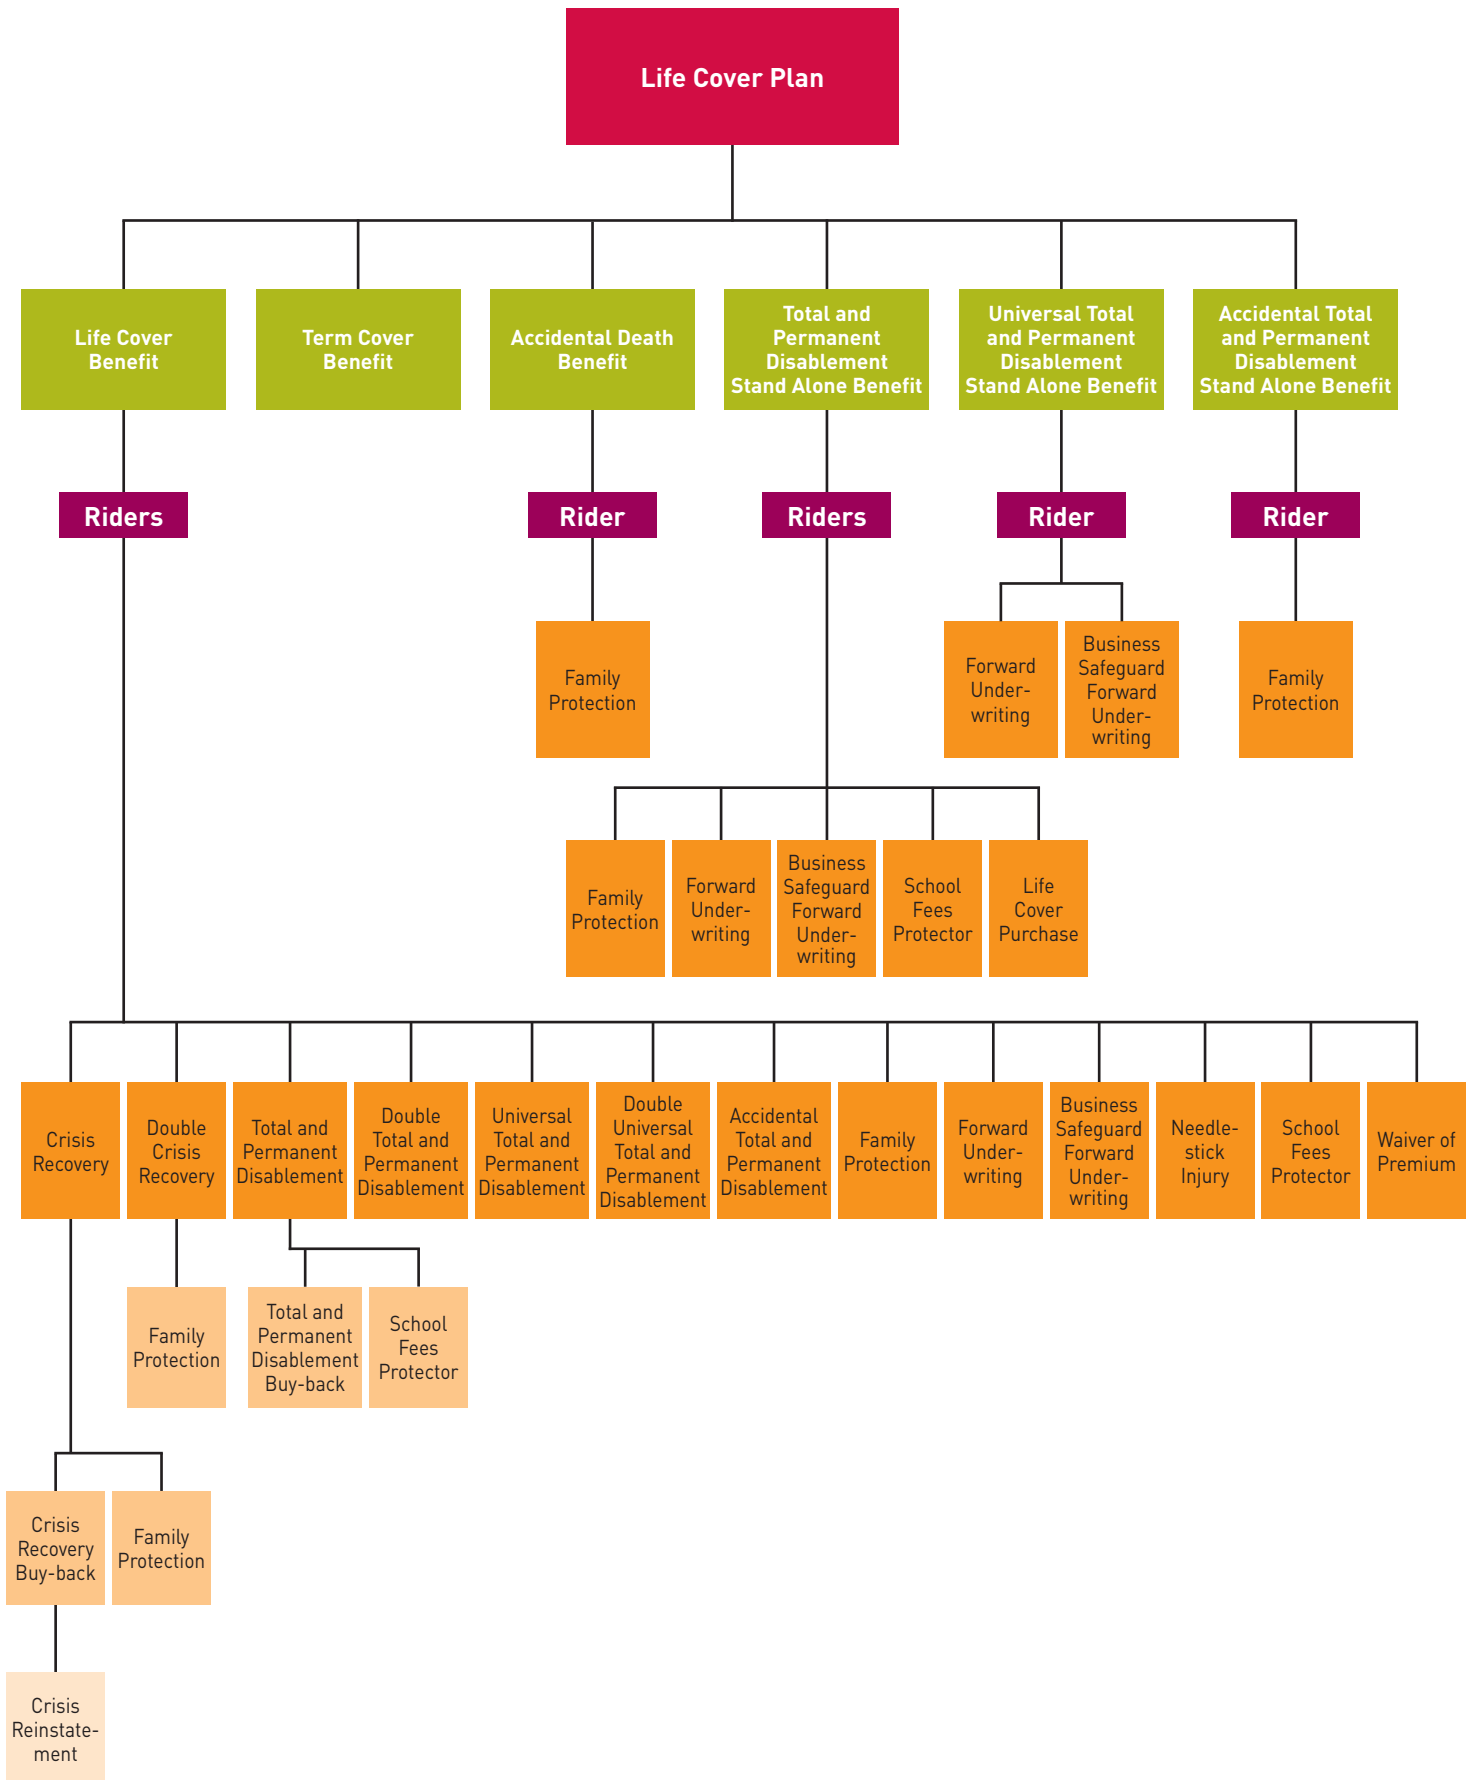 Life Cover Plan
Life Cover
Benefit
Term Cover
Benefit
Accidental Death
Benefit
Total and
Permanent
Disablement
Stand Alone Benefit
Universal Total
and Permanent
Disablement
Stand Alone Benefit
Accidental Total
and Permanent
Disablement
Stand Alone Benefit
Riders
Rider
Riders
Rider
Rider
Family
Protection
Forward
Under-
writing
Business
Safeguard
Forward
Under-
writing
Family
Protection
Family
Protection
Forward
Under-
writing
Business
Safeguard
Forward
Under-
writing
School
Fees
Protector
Life
Cover
Purchase
Crisis
Recovery
Double
Crisis
Recovery
Total and
Permanent
Disablement
Double
Total and
Permanent
Disablement
Universal
Total and
Permanent
Disablement
Double
Universal
Total and
Permanent
Disablement
Accidental
Total and
Permanent
Disablement
Family
Protection
Forward
Under-
writing
Business
Safeguard
Forward
Under-
writing
Needle-
stick
Injury
School
Fees
Protector
Waiver of
Premium
Family
Protection
Total and
Permanent
Disablement
Buy-back
School
Fees
Protector
Crisis
Recovery
Buy-back
Family
Protection
Crisis
Reinstate-
ment